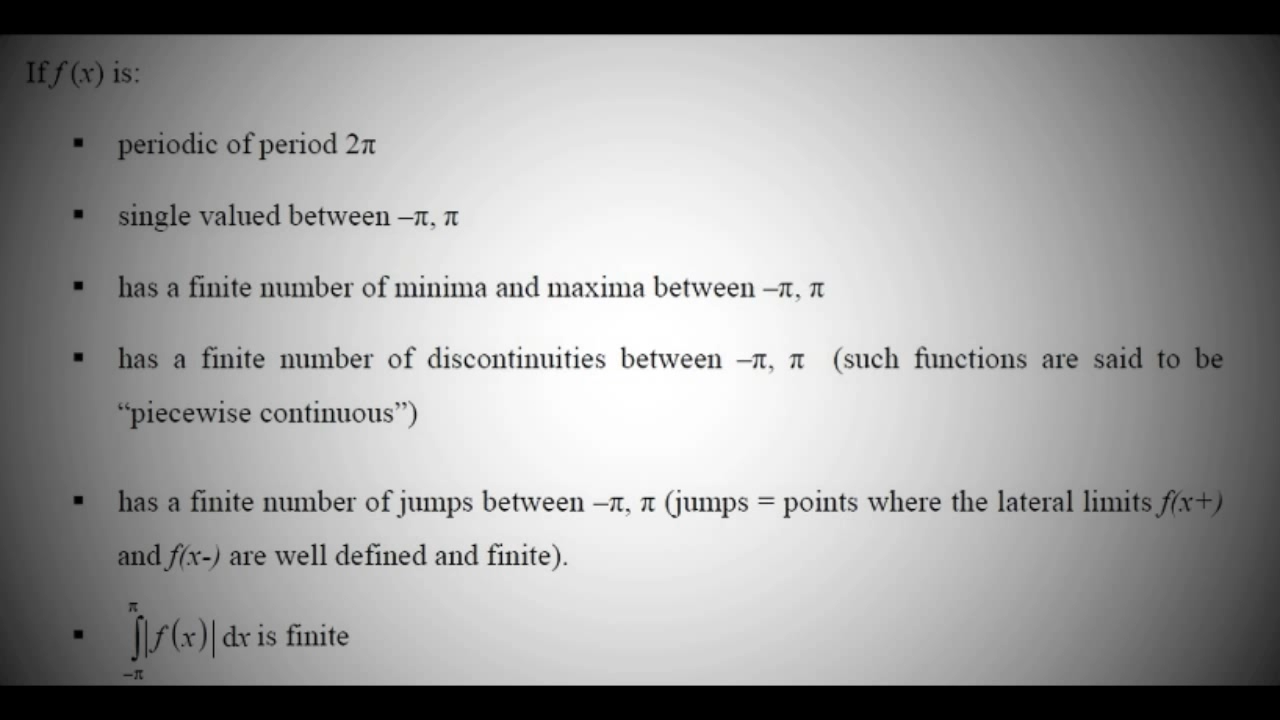 If f (x) is:
▪ periodic of period 2π
▪ single valued between –π, π
▪ has a finite number of minima and maxima between –π, π
▪ has a finite number of discontinuities between –π, π (such functions are said to be
“piecewise continuous”)
▪ has a finite number of jumps between –π, π (jumps = points where the lateral limits f(x+)
and f(x-) are well defined and finite).
▪ ∫_{–π}^{π} |f(x)| dx is finite